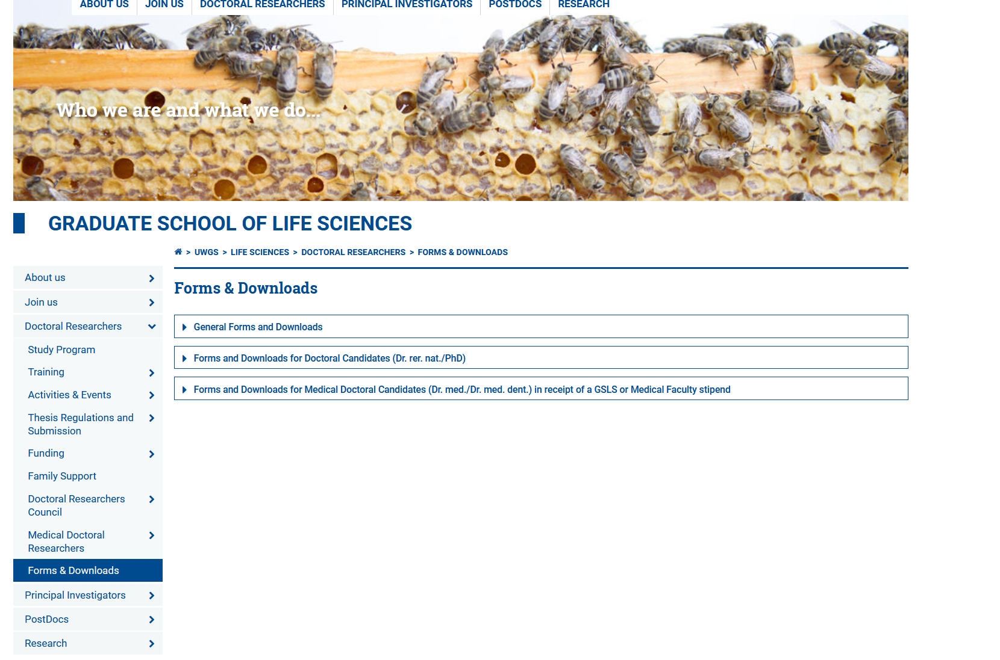 ABOUT US JOIN US DOCTORAL RESEARCHERS PRINCIPAL INVESTIGATORS POSTDOCS RESEARCH
Who we are and what we do...
GRADUATE SCHOOL OF LIFE SCIENCES
> UWGS > LIFE SCIENCES > DOCTORAL RESEARCHERS > FORMS & DOWNLOADS
About us
Join us
Doctoral Researchers
Study Program
Training
Activities & Events
Thesis Regulations and
Submission
Funding
Family Support
Doctoral Researchers
Council
Medical Doctoral
Researchers
Forms & Downloads
Principal Investigators
PostDocs
Research
Forms & Downloads
General Forms and Downloads
Forms and Downloads for Doctoral Candidates (Dr. rer. nat./PhD)
Forms and Downloads for Medical Doctoral Candidates (Dr. med./Dr. med. dent.) in receipt of a GSLS or Medical Faculty stipend